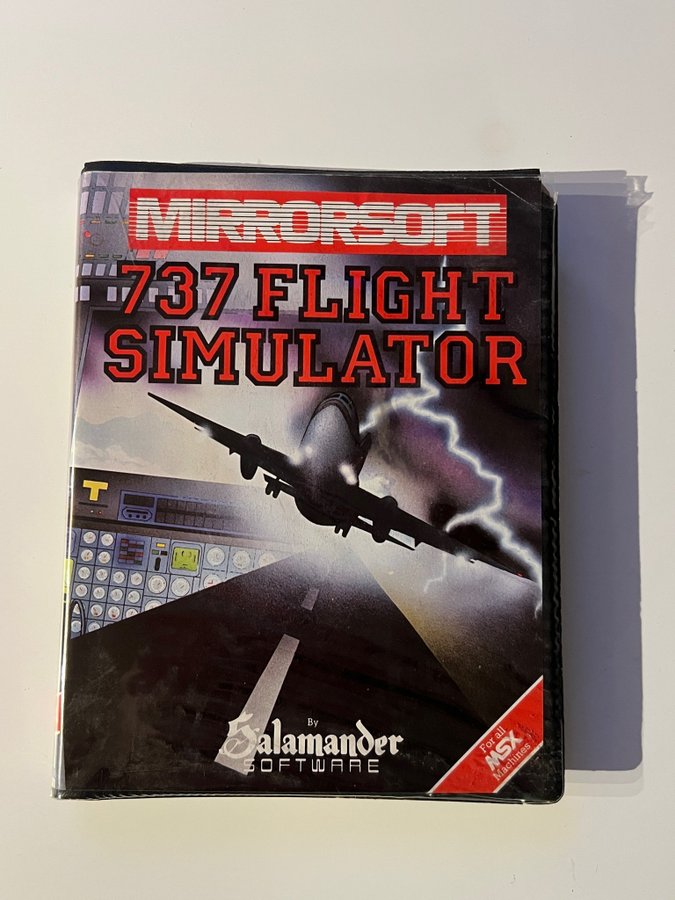 MIRRORSOFT
737 FLIGHT
SIMULATOR
T
By
Salamander
SOFTWARE
For all
MSX
Machines